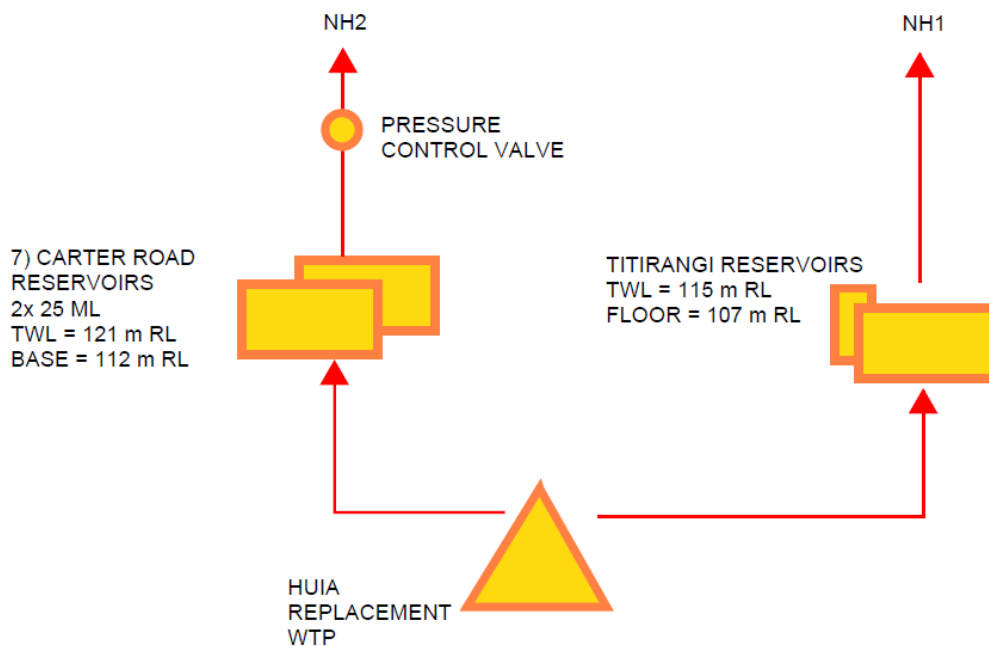 NH2
NH1
PRESSURE
CONTROL VALVE
7) CARTER ROAD
RESERVOIRS
2x 25 ML
TWL = 121 m RL
BASE = 112 m RL
TITIRANGI RESERVOIRS
TWL = 115 m RL
FLOOR = 107 m RL
HUIA
REPLACEMENT
WTP